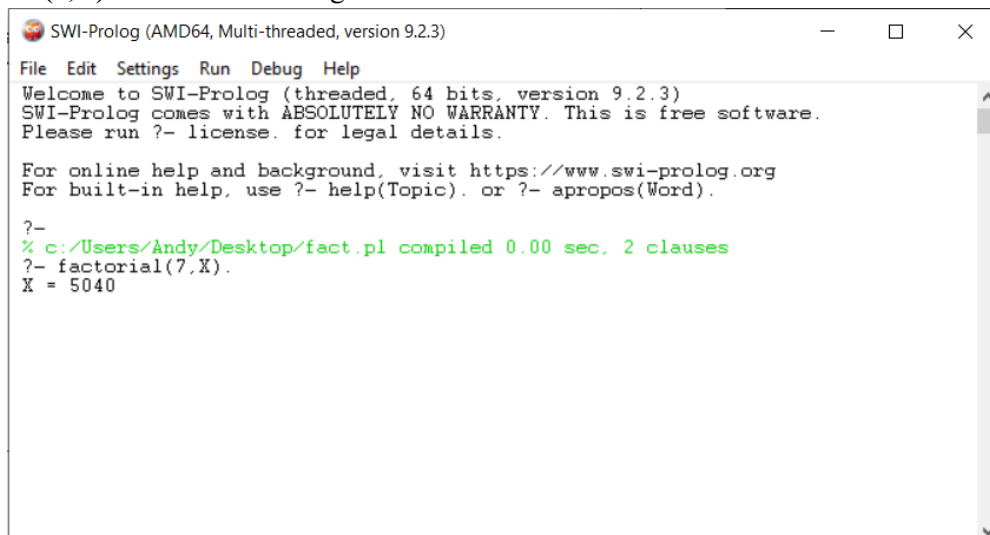 SWI-Prolog (AMD64, Multi-threaded, version 9.2.3)
File Edit Settings Run Debug Help
Welcome to SWI-Prolog (threaded, 64 bits, version 9.2.3)
SWI-Prolog comes with ABSOLUTELY NO WARRANTY. This is free software.
Please run ?- license. for legal details.
For online help and background, visit https://www.swi-prolog.org
For built-in help, use ?- help(Topic). or ?- apropos(Word).
?-
% c:/Users/Andy/Desktop/fact.pl compiled 0.00 sec, 2 clauses
?- factorial(7,X).
X = 5040